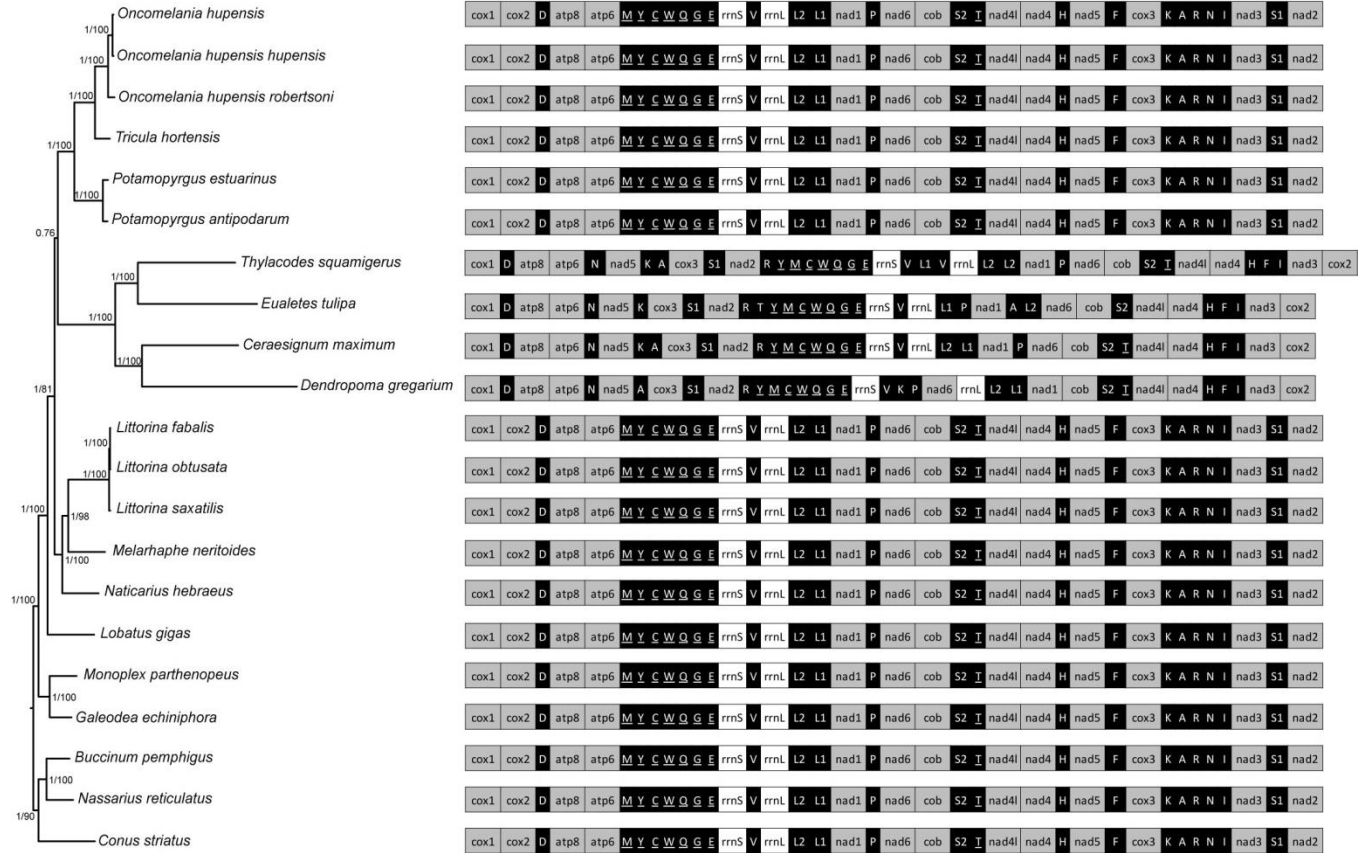 Oncomelania hupensis cox1 cox2 D atp8 atp6 M Y C W Q G E rrnS V rrnL L2 L1 nad1 P nad6 cob S2 T nad4l nad4 H nad5 F cox3 K A R N I nad3 S1 nad2
1/100
Oncomelania hupensis hupensis cox1 cox2 D atp8 atp6 M Y C W Q G E rrnS V rrnL L2 L1 nad1 P nad6 cob S2 T nad4l nad4 H nad5 F cox3 K A R N I nad3 S1 nad2
1/100
Oncomelania hupensis robertsoni cox1 cox2 D atp8 atp6 M Y C W Q G E rrnS V rrnL L2 L1 nad1 P nad6 cob S2 T nad4l nad4 H nad5 F cox3 K A R N I nad3 S1 nad2
1/100
Tricula hortensis cox1 cox2 D atp8 atp6 M Y C W Q G E rrnS V rrnL L2 L1 nad1 P nad6 cob S2 T nad4l nad4 H nad5 F cox3 K A R N I nad3 S1 nad2
1/100
Potamopyrgus estuarinus cox1 cox2 D atp8 atp6 M Y C W Q G E rrnS V rrnL L2 L1 nad1 P nad6 cob S2 T nad4l nad4 H nad5 F cox3 K A R N I nad3 S1 nad2
1/100
Potamopyrgus antipodarum cox1 cox2 D atp8 atp6 M Y C W Q G E rrnS V rrnL L2 L1 nad1 P nad6 cob S2 T nad4l nad4 H nad5 F cox3 K A R N I nad3 S1 nad2
0.76
Thylacodes squamigerus cox1 D atp8 atp6 N nad5 K A cox3 S1 nad2 R Y M C W Q G E rrnS V L1 V rrnL L2 L2 nad1 P nad6 cob S2 T nad4l nad4 H F I nad3 cox2
1/100
Eualetes tulipa cox1 D atp8 atp6 N nad5 K cox3 S1 nad2 R T Y M C W Q G E rrnS V rrnL L1 P nad1 A L2 nad6 cob S2 nad4l nad4 H F I nad3 cox2
1/100
Ceraesignum maximum cox1 D atp8 atp6 N nad5 K A cox3 S1 nad2 R Y M C W Q G E rrnS V rrnL L2 L1 nad1 P nad6 cob S2 T nad4l nad4 H F I nad3 cox2
1/100
Dendropoma gregarium cox1 D atp8 atp6 N nad5 A cox3 S1 nad2 R Y M C W Q G E rrnS V K P nad6 rrnL L2 L1 nad1 cob S2 T nad4l nad4 H F I nad3 cox2
1/81
Littorina fabalis cox1 cox2 D atp8 atp6 M Y C W Q G E rrnS V rrnL L2 L1 nad1 P nad6 cob S2 T nad4l nad4 H nad5 F cox3 K A R N I nad3 S1 nad2
1/100
Littorina obtusata cox1 cox2 D atp8 atp6 M Y C W Q G E rrnS V rrnL L2 L1 nad1 P nad6 cob S2 T nad4l nad4 H nad5 F cox3 K A R N I nad3 S1 nad2
1/100
Littorina saxatilis cox1 cox2 D atp8 atp6 M Y C W Q G E rrnS V rrnL L2 L1 nad1 P nad6 cob S2 T nad4l nad4 H nad5 F cox3 K A R N I nad3 S1 nad2
1/100 1/98
Melarhaphe neritoides cox1 cox2 D atp8 atp6 M Y C W Q G E rrnS V rrnL L2 L1 nad1 P nad6 cob S2 T nad4l nad4 H nad5 F cox3 K A R N I nad3 S1 nad2
1/100
Naticarius hebraeus cox1 cox2 D atp8 atp6 M Y C W Q G E rrnS V rrnL L2 L1 nad1 P nad6 cob S2 T nad4l nad4 H nad5 F cox3 K A R N I nad3 S1 nad2
1/100
Lobatus gigas cox1 cox2 D atp8 atp6 M Y C W Q G E rrnS V rrnL L2 L1 nad1 P nad6 cob S2 T nad4l nad4 H nad5 F cox3 K A R N I nad3 S1 nad2
Monoplex parthenopeus cox1 cox2 D atp8 atp6 M Y C W Q G E rrnS V rrnL L2 L1 nad1 P nad6 cob S2 T nad4l nad4 H nad5 F cox3 K A R N I nad3 S1 nad2
1/100
Galeodea echiniphora cox1 cox2 D atp8 atp6 M Y C W Q G E rrnS V rrnL L2 L1 nad1 P nad6 cob S2 T nad4l nad4 H nad5 F cox3 K A R N I nad3 S1 nad2
Buccinum pemphigus cox1 cox2 D atp8 atp6 M Y C W Q G E rrnS V rrnL L2 L1 nad1 P nad6 cob S2 T nad4l nad4 H nad5 F cox3 K A R N I nad3 S1 nad2
1/100
Nassarius reticulatus cox1 cox2 D atp8 atp6 M Y C W Q G E rrnS V rrnL L2 L1 nad1 P nad6 cob S2 T nad4l nad4 H nad5 F cox3 K A R N I nad3 S1 nad2
1/90
Conus striatus cox1 cox2 D atp8 atp6 M Y C W Q G E rrnS V rrnL L2 L1 nad1 P nad6 cob S2 T nad4l nad4 H nad5 F cox3 K A R N I nad3 S1 nad2